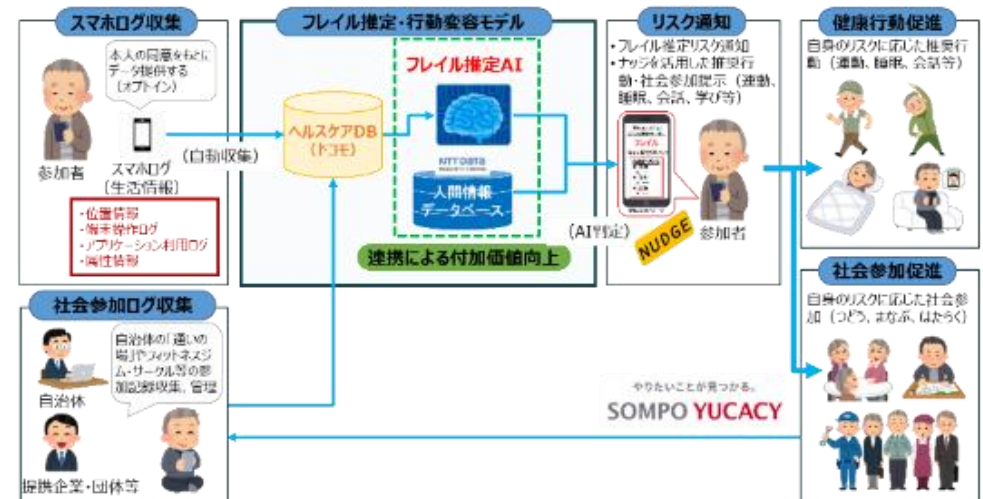 スマホログ収集
本人の同意をもとに
データ提供する
（オプトイン）
参加者
スマホログ
（生活情報）
（自動収集）
・位置情報
・端末操作ログ
・アプリケーション利用ログ
・属性情報
フレイル推定・行動変容モデル
フレイル推定AI
ヘルスケアDB
（ドコモ）
NTT DATA
人間情報
データベース
連携による付加価値向上
（AI判定）
リスク通知
・フレイル推定リスク通知
・ナッジを活用した推奨行
動・社会参加提示（運動、
睡眠、会話、学び等）
フレイル
NUDGE
参加者
健康行動促進
自身のリスクに応じた推奨行
動（運動、睡眠、会話等）
社会参加促進
自身のリスクに応じた社会参
加（つどう、まなぶ、はたらく）
社会参加ログ収集
自治体の「通いの
場」やフィットネスジ
ム・サークル等の参
加記録収集、管理
自治体
提携企業・団体等
やりたいことが見つかる。
SOMPO YUCACY